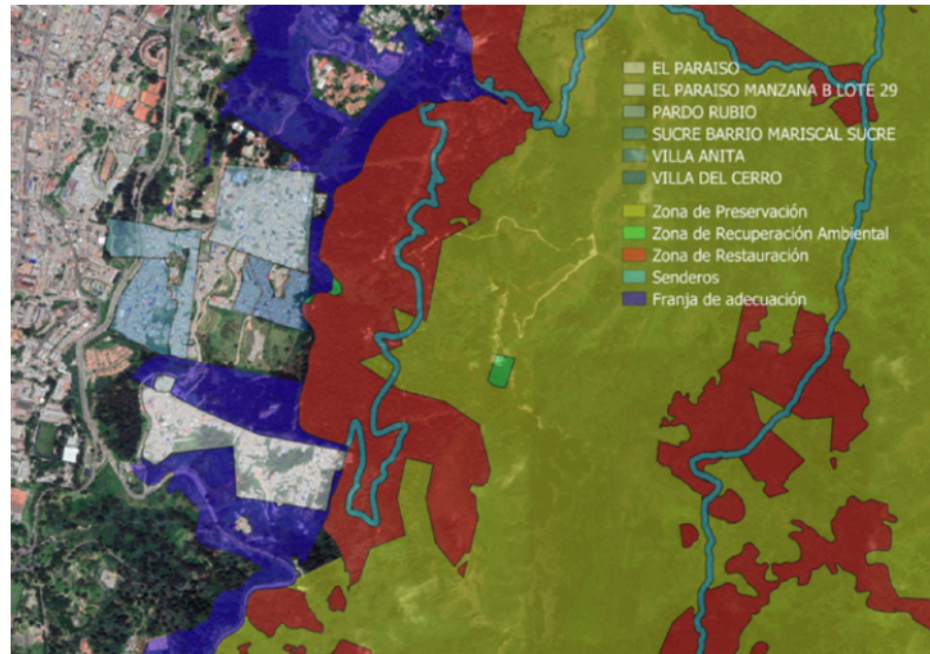 EL PARAISO
EL PARAISO MANZANA B LOTE 29
PARDO RUBIO
SUCRE BARRIO MARISCAL SUCRE
VILLA ANITA
VILLA DEL CERRO
Zona de Preservación
Zona de Recuperación Ambiental
Zona de Restauración
Senderos
Franja de adecuación